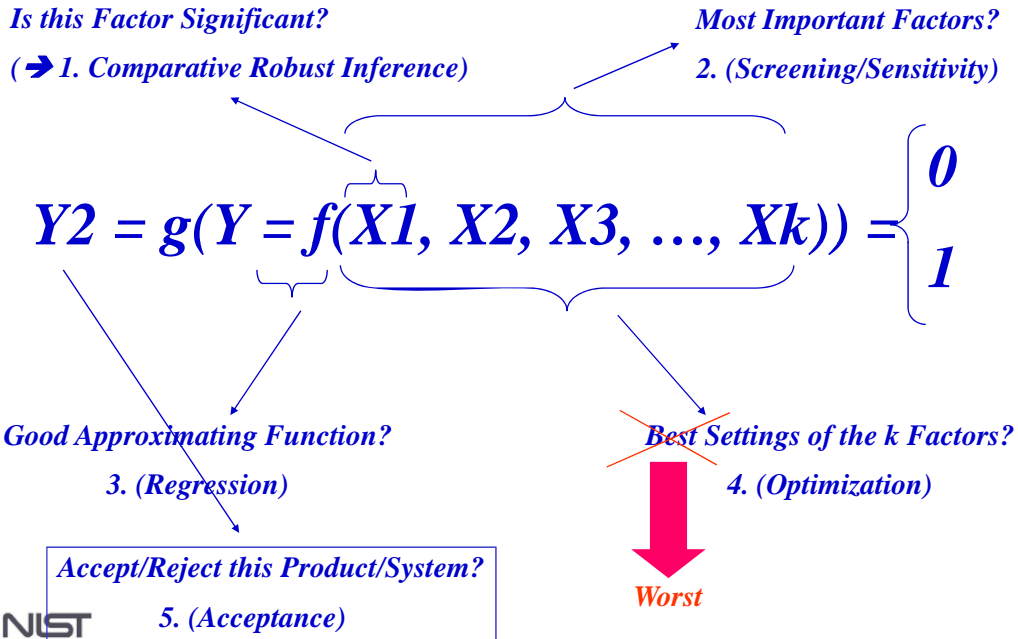 Is this Factor Significant?
(➔ 1. Comparative Robust Inference)
Most Important Factors?
2. (Screening/Sensitivity)
Y2 = g(Y = f(X1, X2, X3, …, Xk)) =
0
1
Good Approximating Function?
3. (Regression)
Best Settings of the k Factors?
4. (Optimization)
Worst
Accept/Reject this Product/System?
5. (Acceptance)
NIST